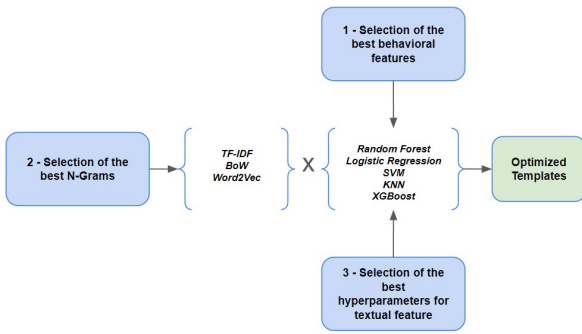 1 - Selection of the
best behavioral
features
2 - Selection of the
best N-Grams
TF-IDF
BoW
Word2Vec
X
Random Forest
Logistic Regression
SVM
KNN
XGBoost
Optimized
Templates
3 - Selection of the
best
hyperparameters for
textual feature